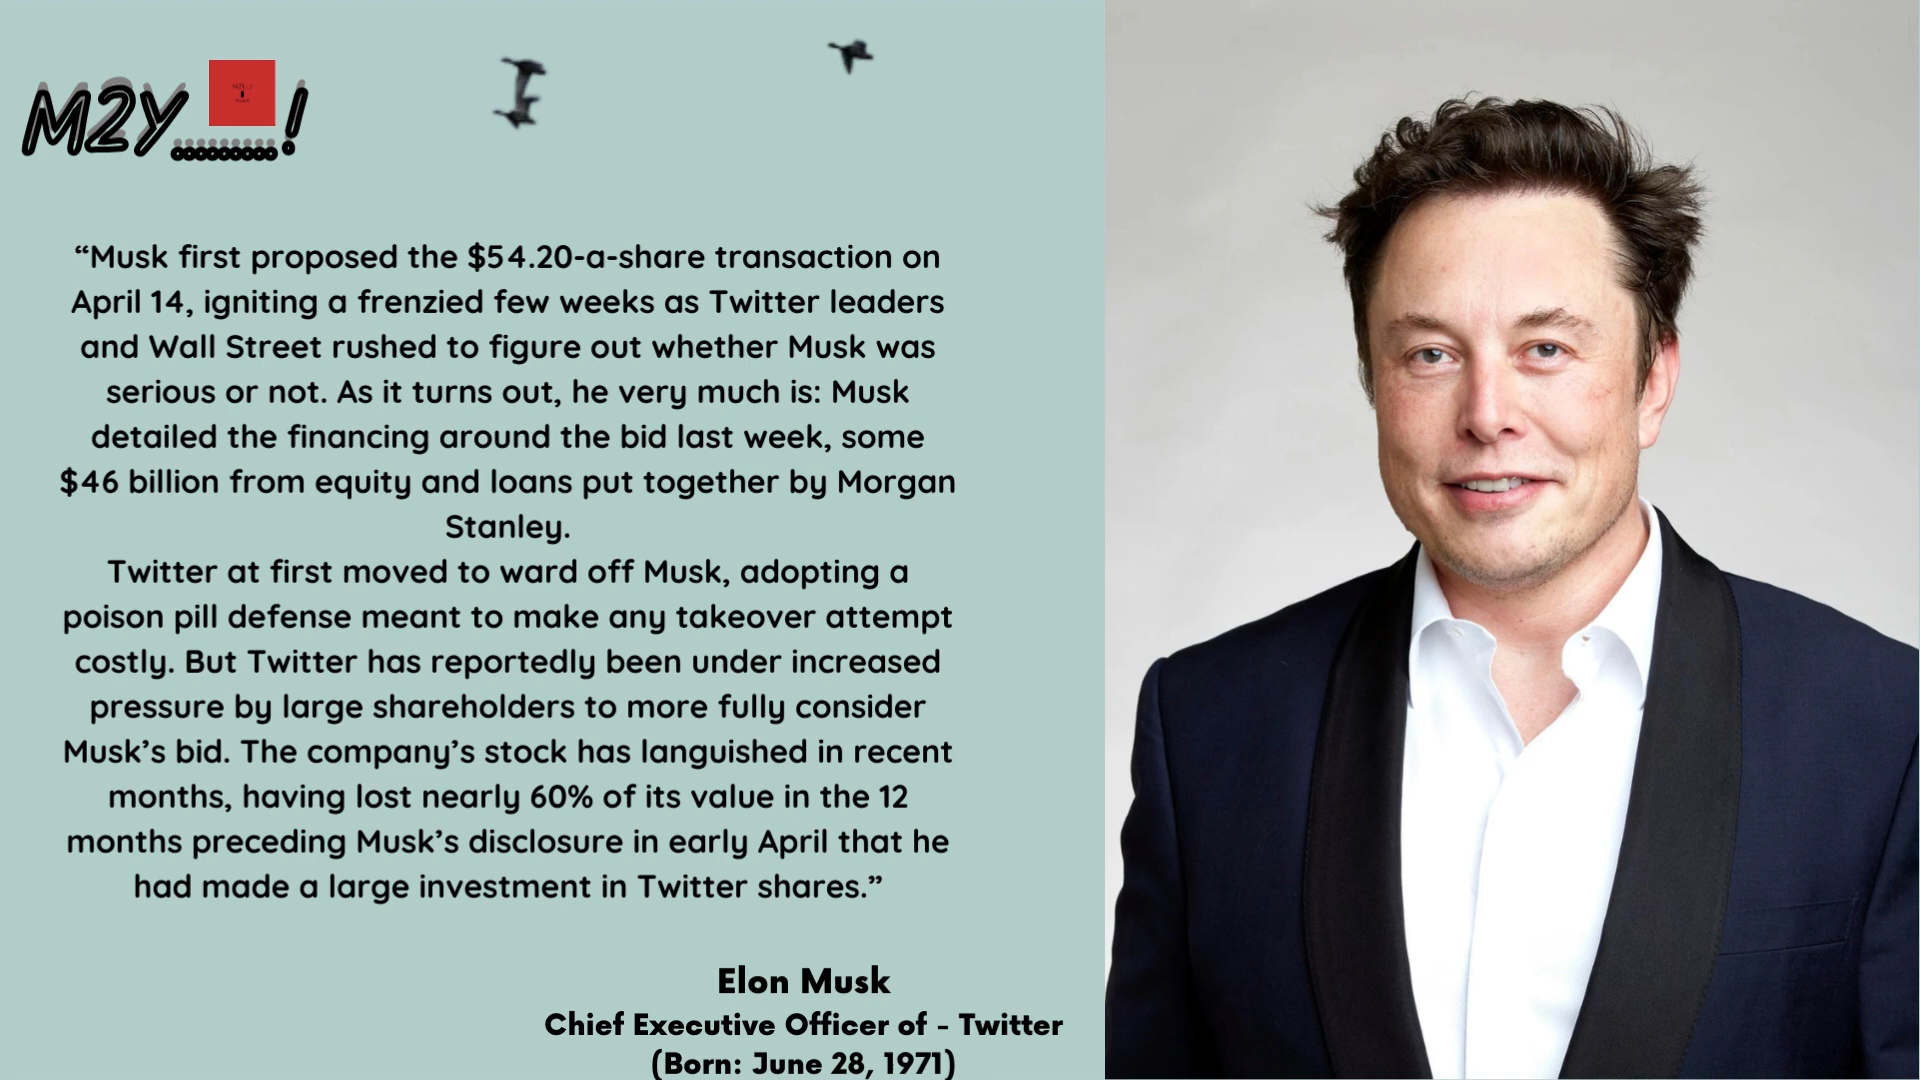 M2Y.........!
“Musk first proposed the $54.20-a-share transaction on
April 14, igniting a frenzied few weeks as Twitter leaders
and Wall Street rushed to figure out whether Musk was
serious or not. As it turns out, he very much is: Musk
detailed the financing around the bid last week, some
$46 billion from equity and loans put together by Morgan
Stanley.
Twitter at first moved to ward off Musk, adopting a
poison pill defense meant to make any takeover attempt
costly. But Twitter has reportedly been under increased
pressure by large shareholders to more fully consider
Musk’s bid. The company’s stock has languished in recent
months, having lost nearly 60% of its value in the 12
months preceding Musk’s disclosure in early April that he
had made a large investment in Twitter shares.”
Elon Musk
Chief Executive Officer of - Twitter
(Born: June 28, 1971)